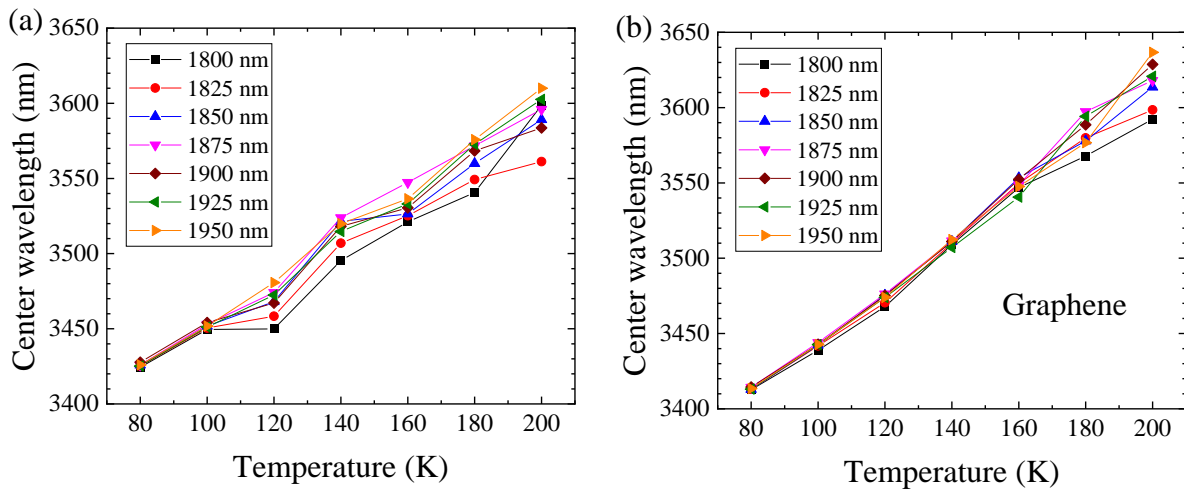 (a)
3650
3600
3550
3500
3450
3400
Center wavelength (nm)
1800 nm
1825 nm
1850 nm
1875 nm
1900 nm
1925 nm
1950 nm
80 100 120 140 160 180 200
Temperature (K)
(b)
3650
3600
3550
3500
3450
3400
Center wavelength (nm)
1800 nm
1825 nm
1850 nm
1875 nm
1900 nm
1925 nm
1950 nm
Graphene
80 100 120 140 160 180 200
Temperature (K)